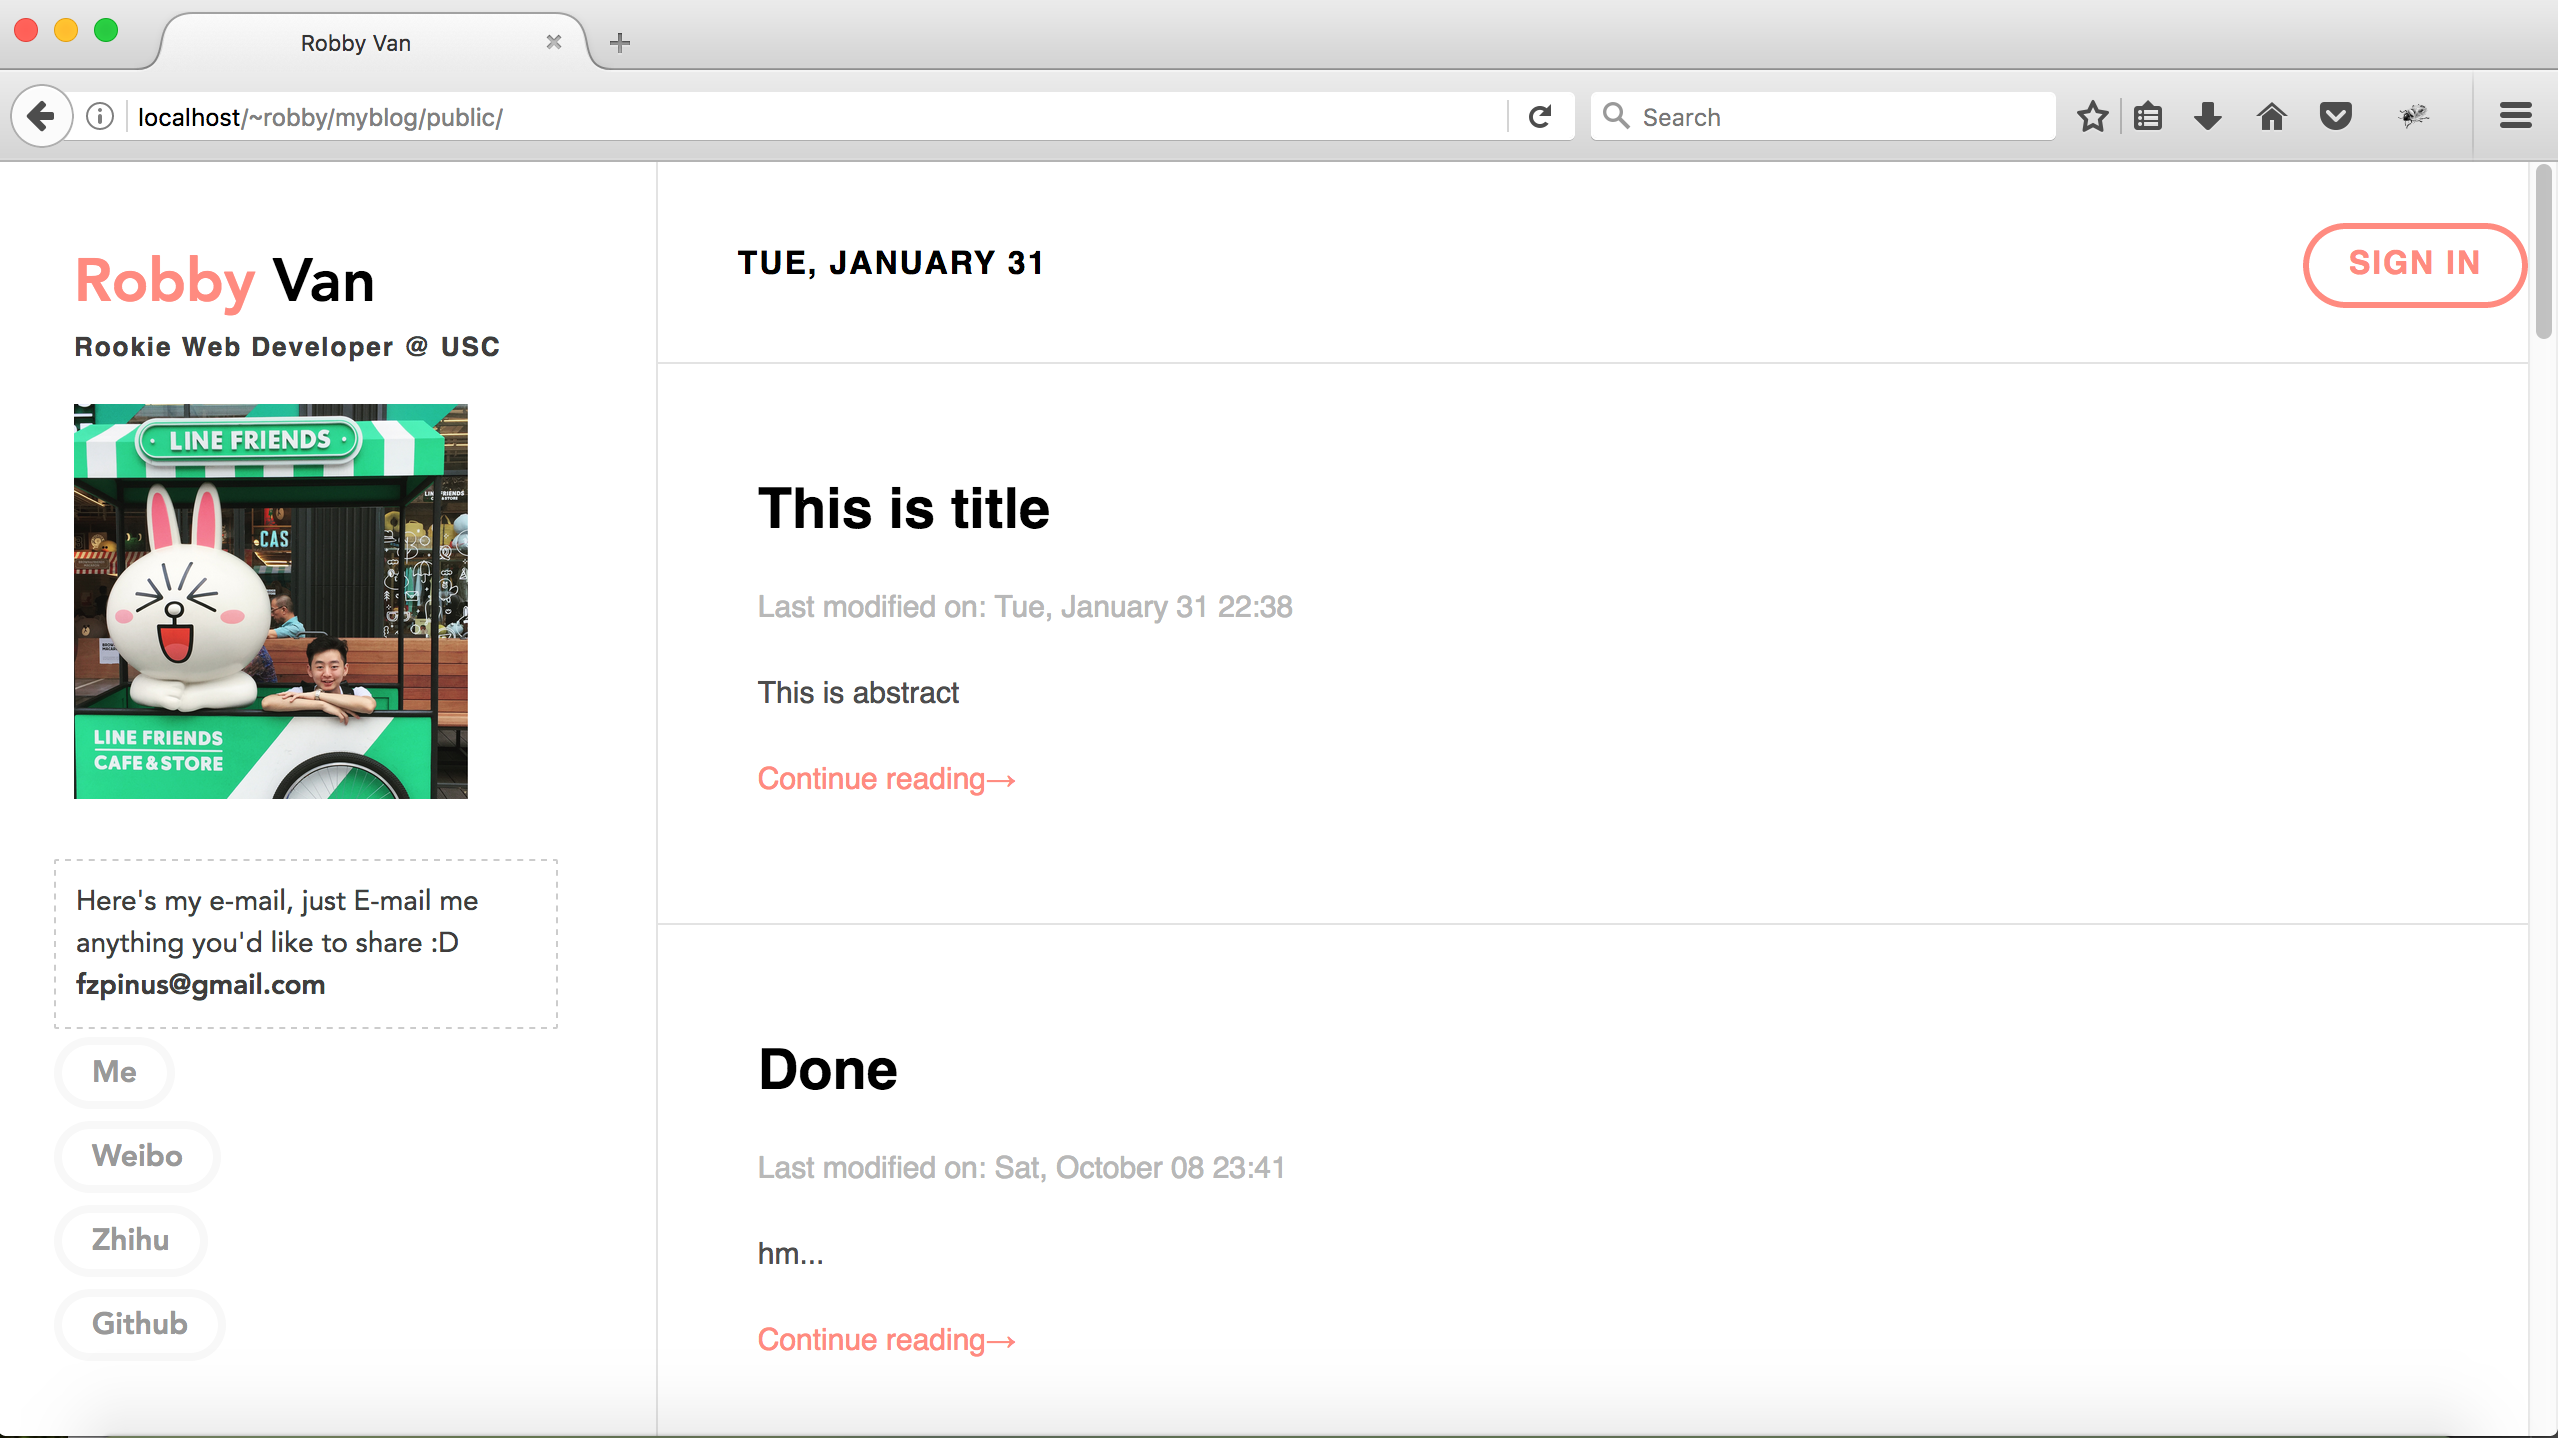 Robby Van
localhost/~robby/myblog/public/
Search
Robby Van
Rookie Web Developer @ USC
LINE FRIENDS
CAS
LINE FRIENDS
CAFE & STORE
Here's my e-mail, just E-mail me
anything you'd like to share :D
fzpinus@gmail.com
Me
Weibo
Zhihu
Github
TUE, JANUARY 31
SIGN IN
This is title
Last modified on: Tue, January 31 22:38
This is abstract
Continue reading→
Done
Last modified on: Sat, October 08 23:41
hm...
Continue reading→